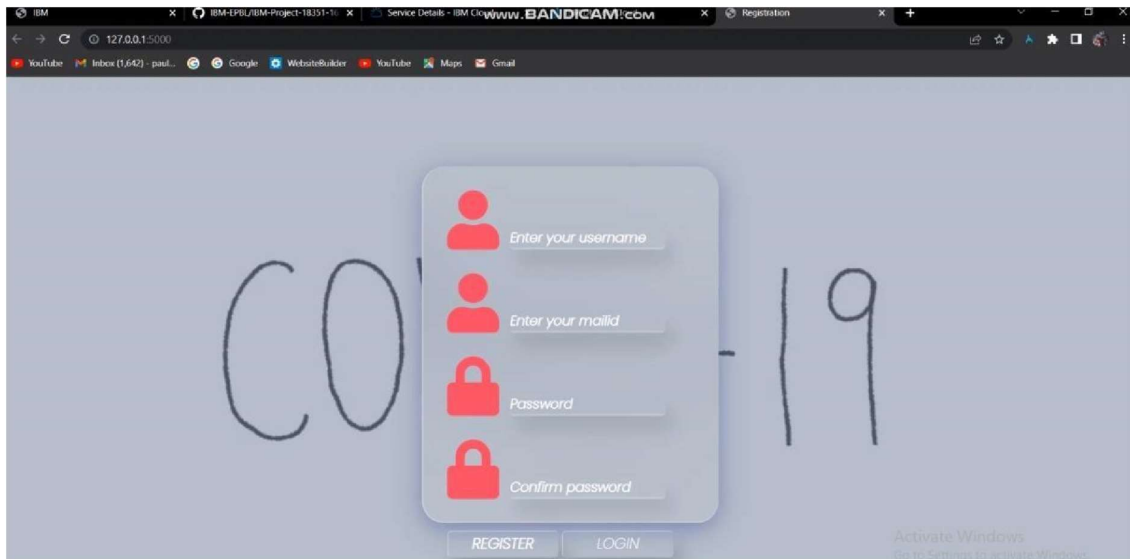 IBM
IBM-EPBL/IBM-Project-18351-16
Service Details - IBM Clo
www.BANDICAM.com
Registration
127.0.0.1:5000
YouTube
Inbox (1,642) - paul...
Google
WebsiteBuilder
YouTube
Maps
Gmail
CO
-19
Enter your username
Enter your mailid
Password
Confirm password
REGISTER
LOGIN
Activate Windows
Go to Settings to activate Windows.